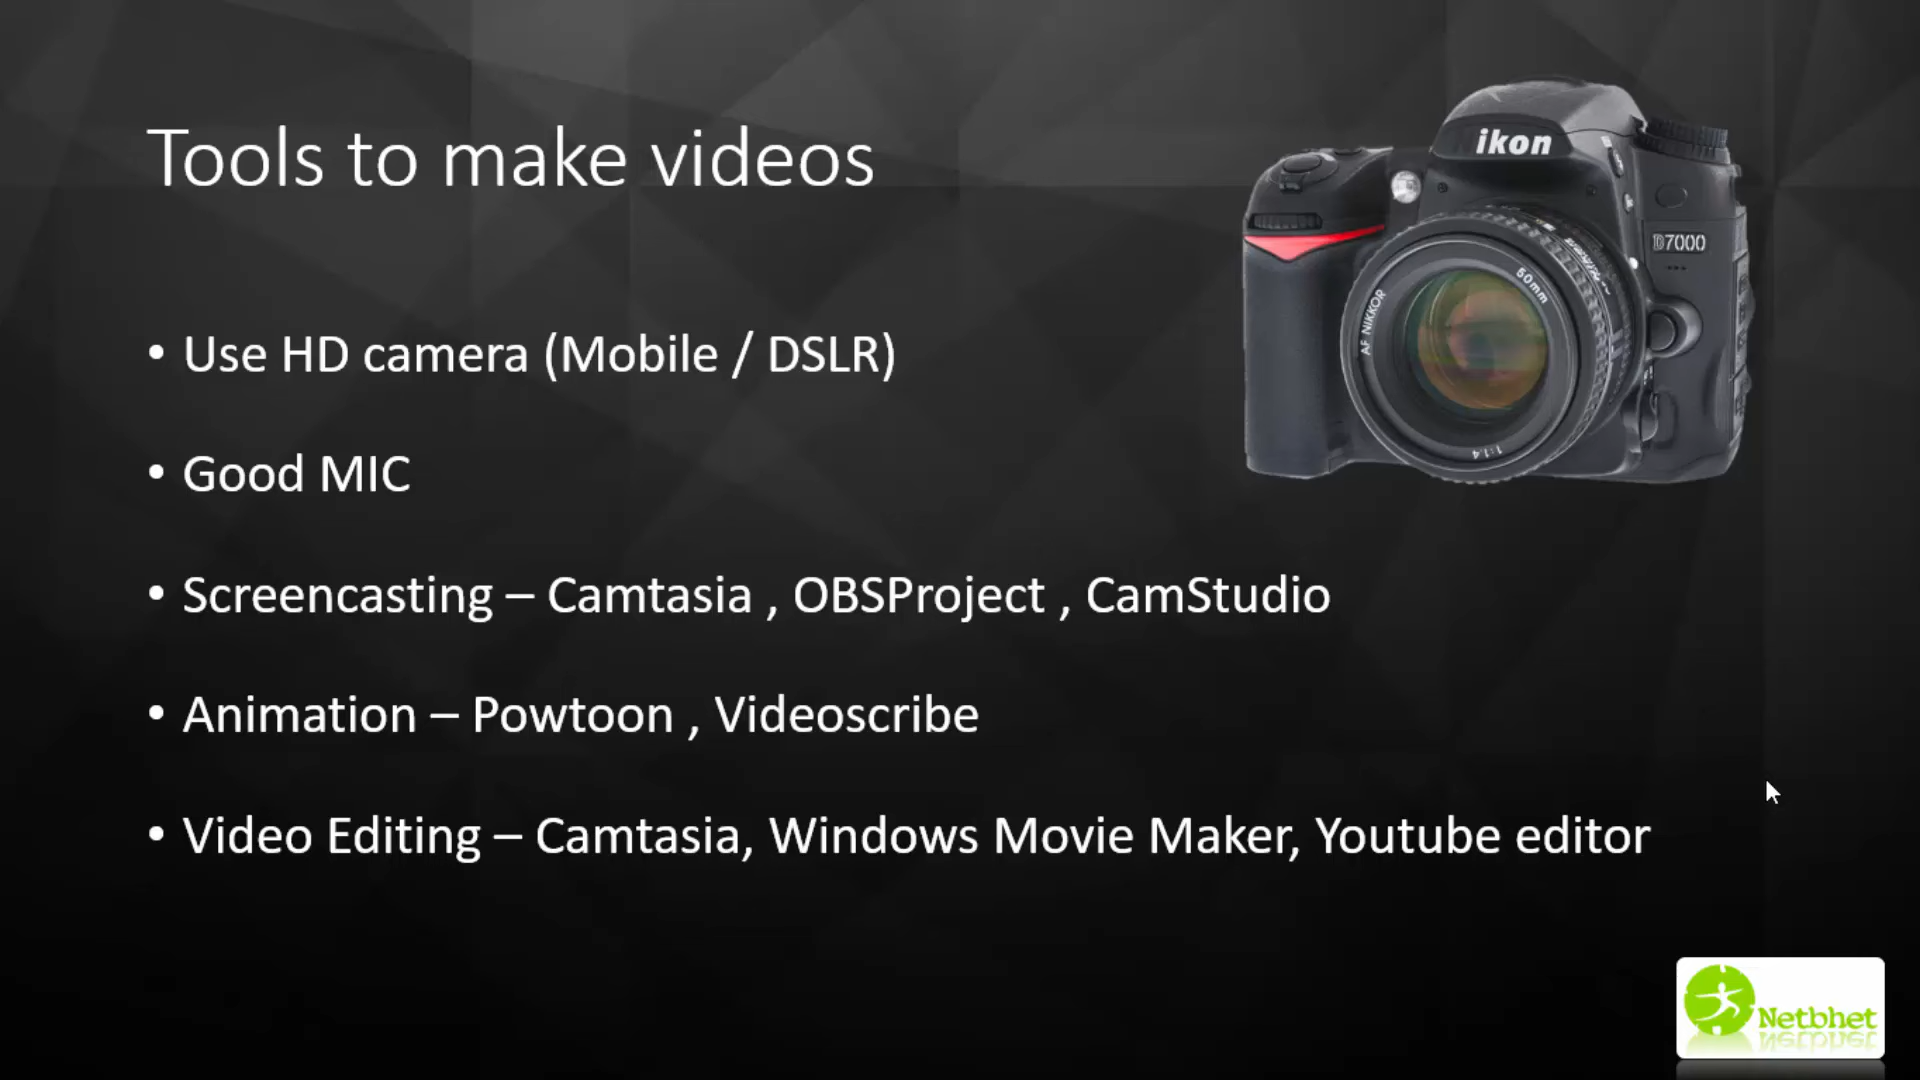 Tools to make videos
ikon
D7000
50mm
AF NIKKOR
1:1.4
• Use HD camera (Mobile / DSLR)
• Good MIC
• Screencasting – Camtasia , OBSProject , CamStudio
• Animation – Powtoon , Videoscribe
• Video Editing – Camtasia, Windows Movie Maker, Youtube editor
Netbhet